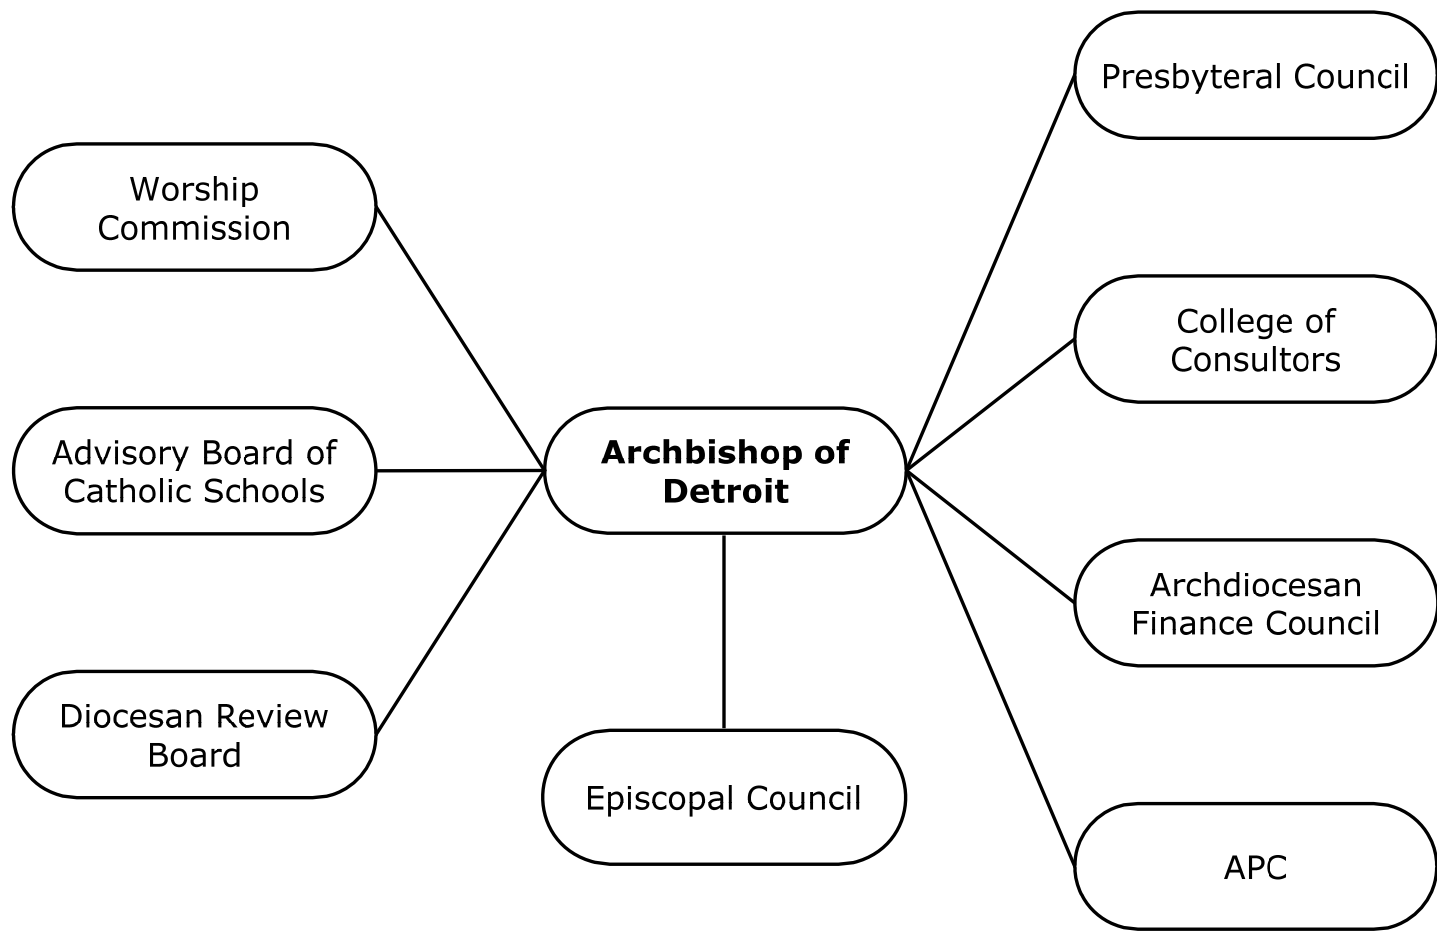 Presbyteral Council
Worship
Commission
College of
Consultors
Advisory Board of
Catholic Schools
Archbishop of
Detroit
Archdiocesan
Finance Council
Diocesan Review
Board
Episcopal Council
APC